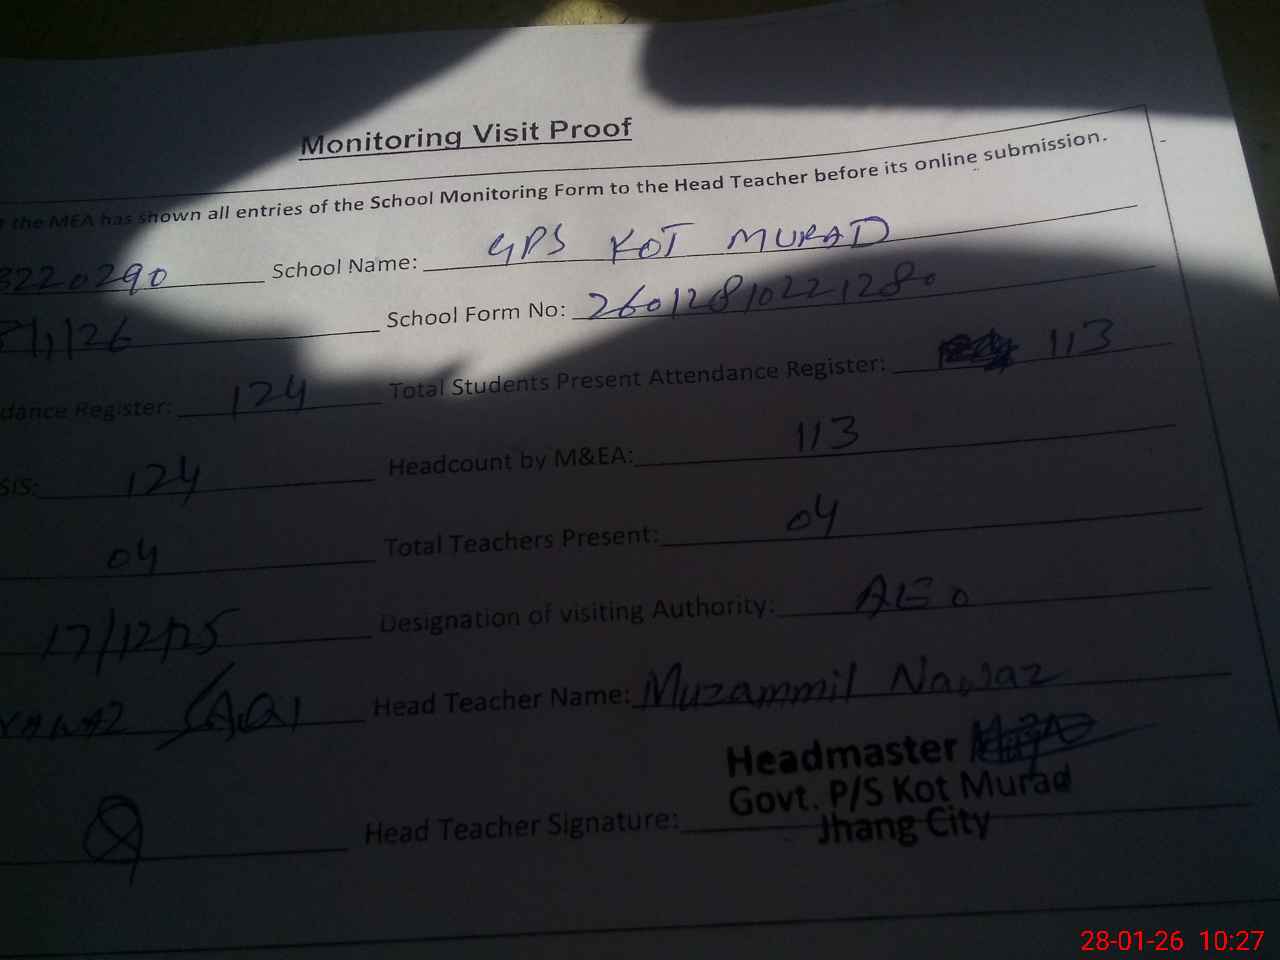 Monitoring Visit Proof
the MEA has shown all entries of the School Monitoring Form to the Head Teacher before its online submission.
3220290 School Name: GPS KOT MURAD
/1/26 School Form No: 26012810221280
dance Register: 124 Total Students Present Attendance Register: 113
SIS: 124 Headcount by M&EA: 113
04 Total Teachers Present: 04
17/12/25 Designation of visiting Authority: AEO
SAQI Head Teacher Name: Muzammil Nawaz
Headmaster
Govt. P/S Kot Murad
Head Teacher Signature: Jhang City
28-01-26 10:27